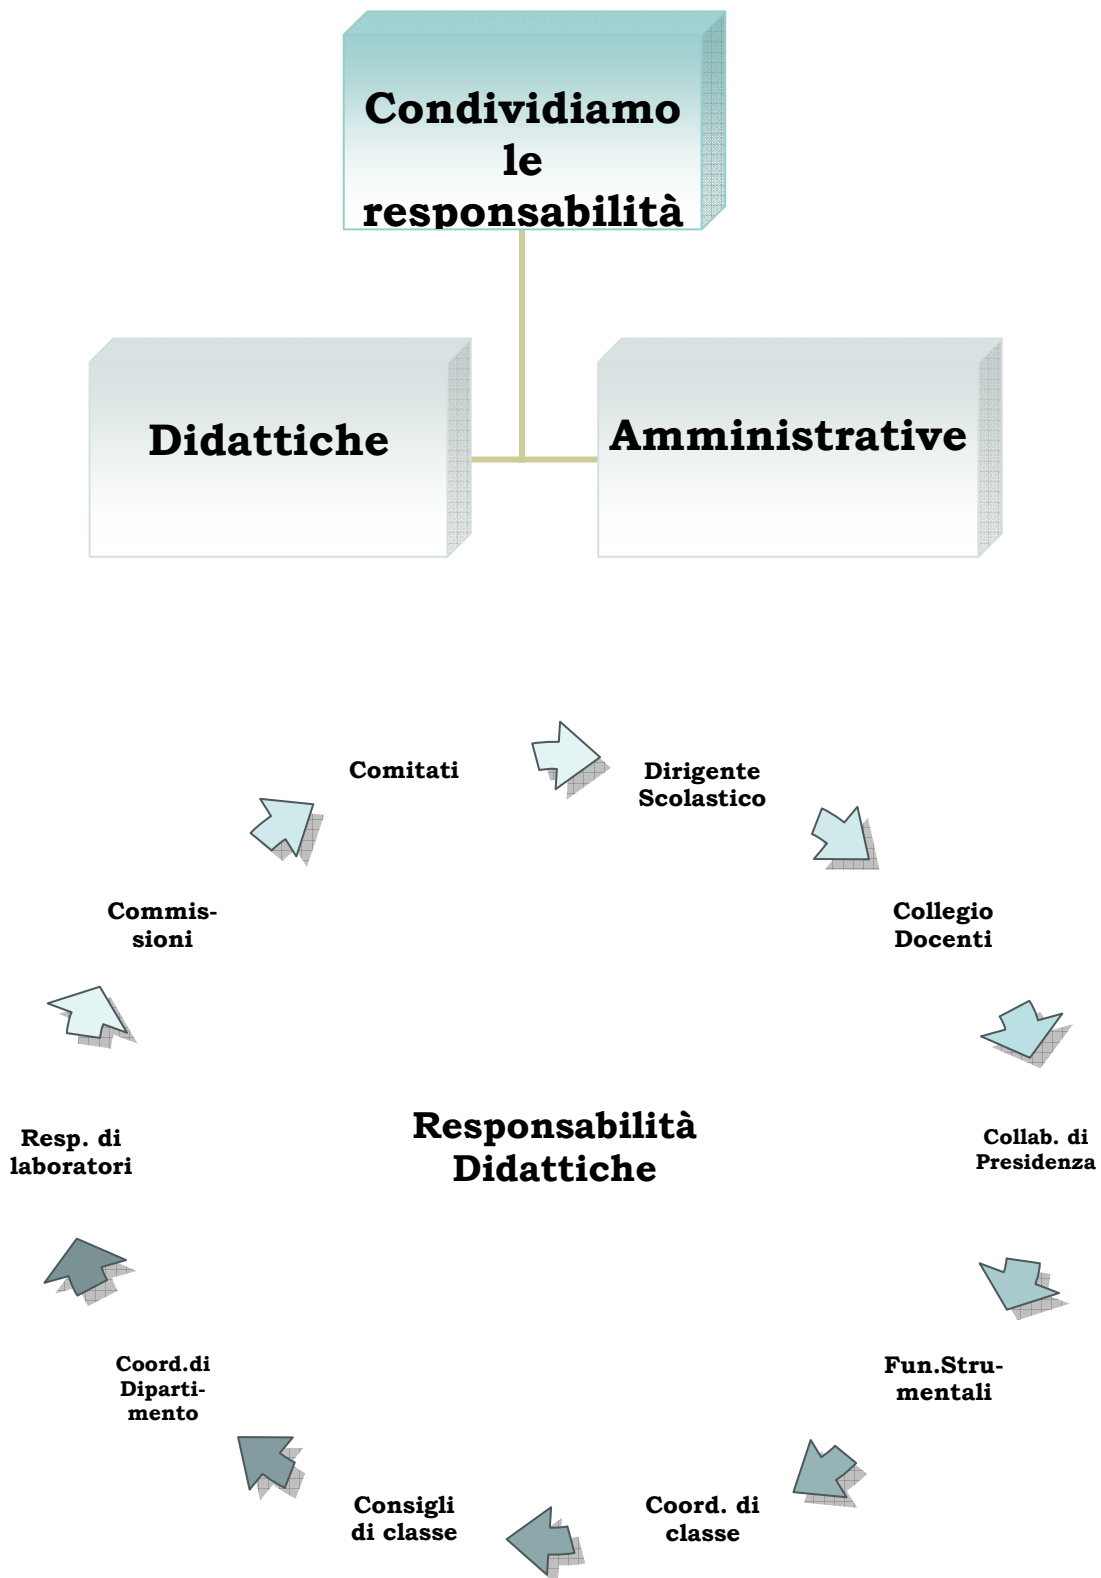 Condividiamo
le
responsabilità
Didattiche
Amministrative
Comitati
Dirigente
Scolastico
Commis-
sioni
Collegio
Docenti
Resp. di
laboratori
Responsabilità
Didattiche
Collab. di
Presidenza
Coord.di
Diparti-
mento
Fun.Stru-
mentali
Consigli
di classe
Coord. di
classe